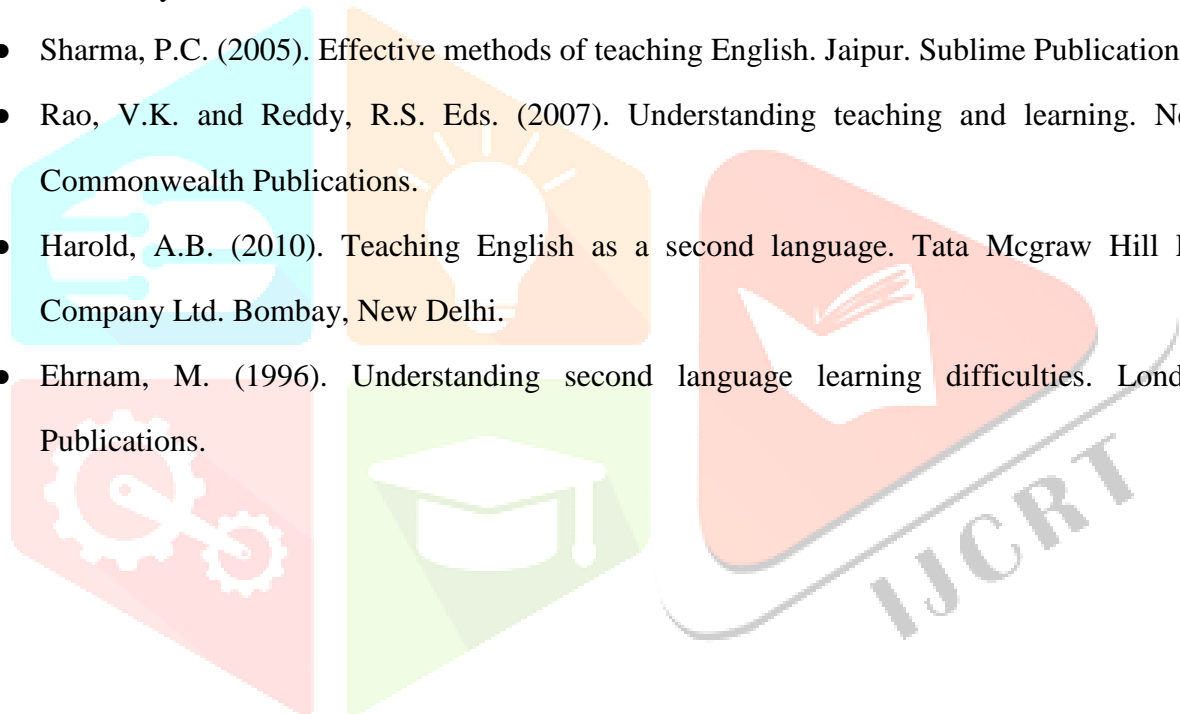 ● Sharma, P.C. (2005). Effective methods of teaching English. Jaipur. Sublime Publication
● Rao, V.K. and Reddy, R.S. Eds. (2007). Understanding teaching and learning.
Commonwealth Publications.
● Harold, A.B. (2010). Teaching English as a second language. Tata Mcgraw Hill
Company Ltd. Bombay, New Delhi.
● Ehrnam, M. (1996). Understanding second language learning difficulties. Lond
Publications.
IJCRT